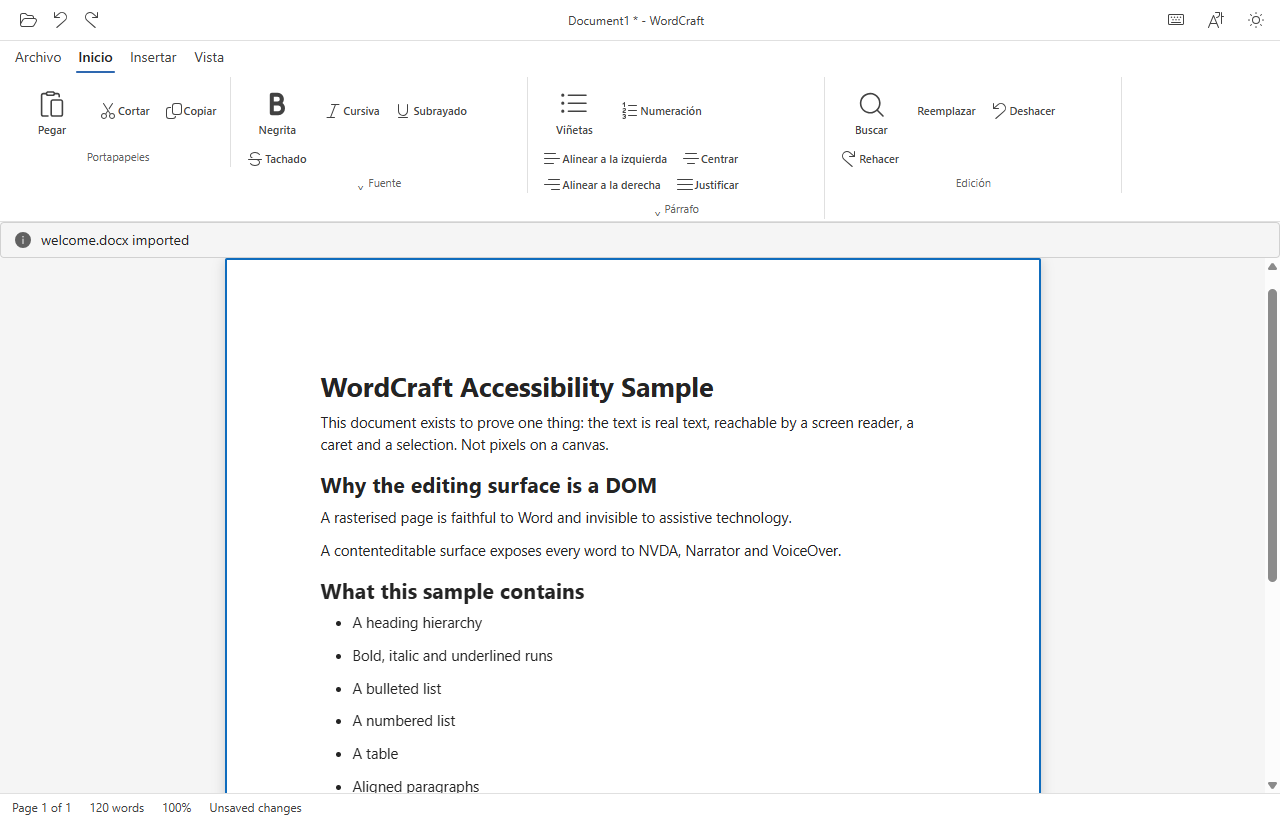 Document1 * - WordCraft
Archivo Inicio Insertar Vista
Pegar
Cortar
Copiar
Portapapeles
Negrita
Cursiva
Subrayado
Tachado
Fuente
Viñetas
Numeración
Alinear a la izquierda
Centrar
Alinear a la derecha
Justificar
Párrafo
Buscar
Reemplazar
Deshacer
Rehacer
Edición
welcome.docx imported
WordCraft Accessibility Sample
This document exists to prove one thing: the text is real text, reachable by a screen reader, a
caret and a selection. Not pixels on a canvas.
Why the editing surface is a DOM
A rasterised page is faithful to Word and invisible to assistive technology.
A contenteditable surface exposes every word to NVDA, Narrator and VoiceOver.
What this sample contains
• A heading hierarchy
• Bold, italic and underlined runs
• A bulleted list
• A numbered list
• A table
• Aligned paragraphs
Page 1 of 1 120 words 100% Unsaved changes